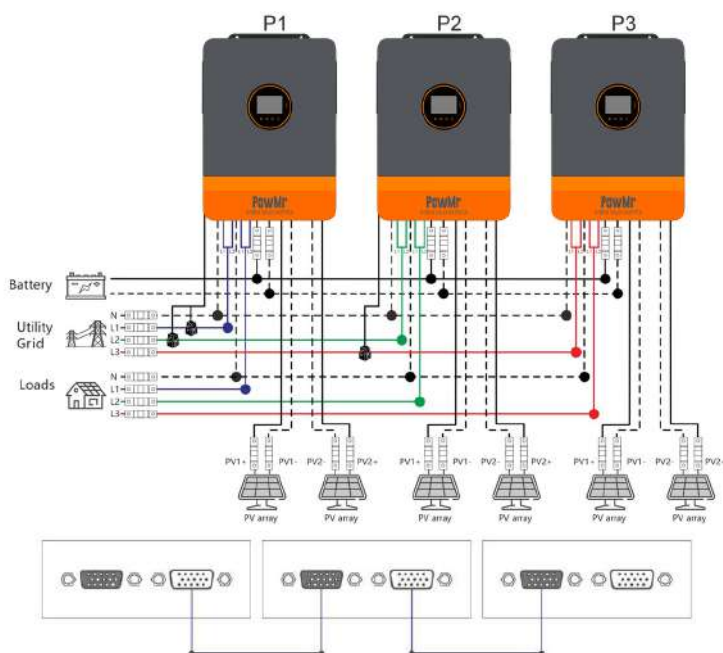 P1 P2 P3
PowMr PowMr PowMr
Battery
N
Utility L1
Grid L2
L3
N
Loads L1
L2
L3
PV1+ PV1- PV2- PV2+ PV1+ PV1- PV2- PV2+ PV1+ PV1- PV2- PV2+
PV array PV array PV array PV array PV array PV array